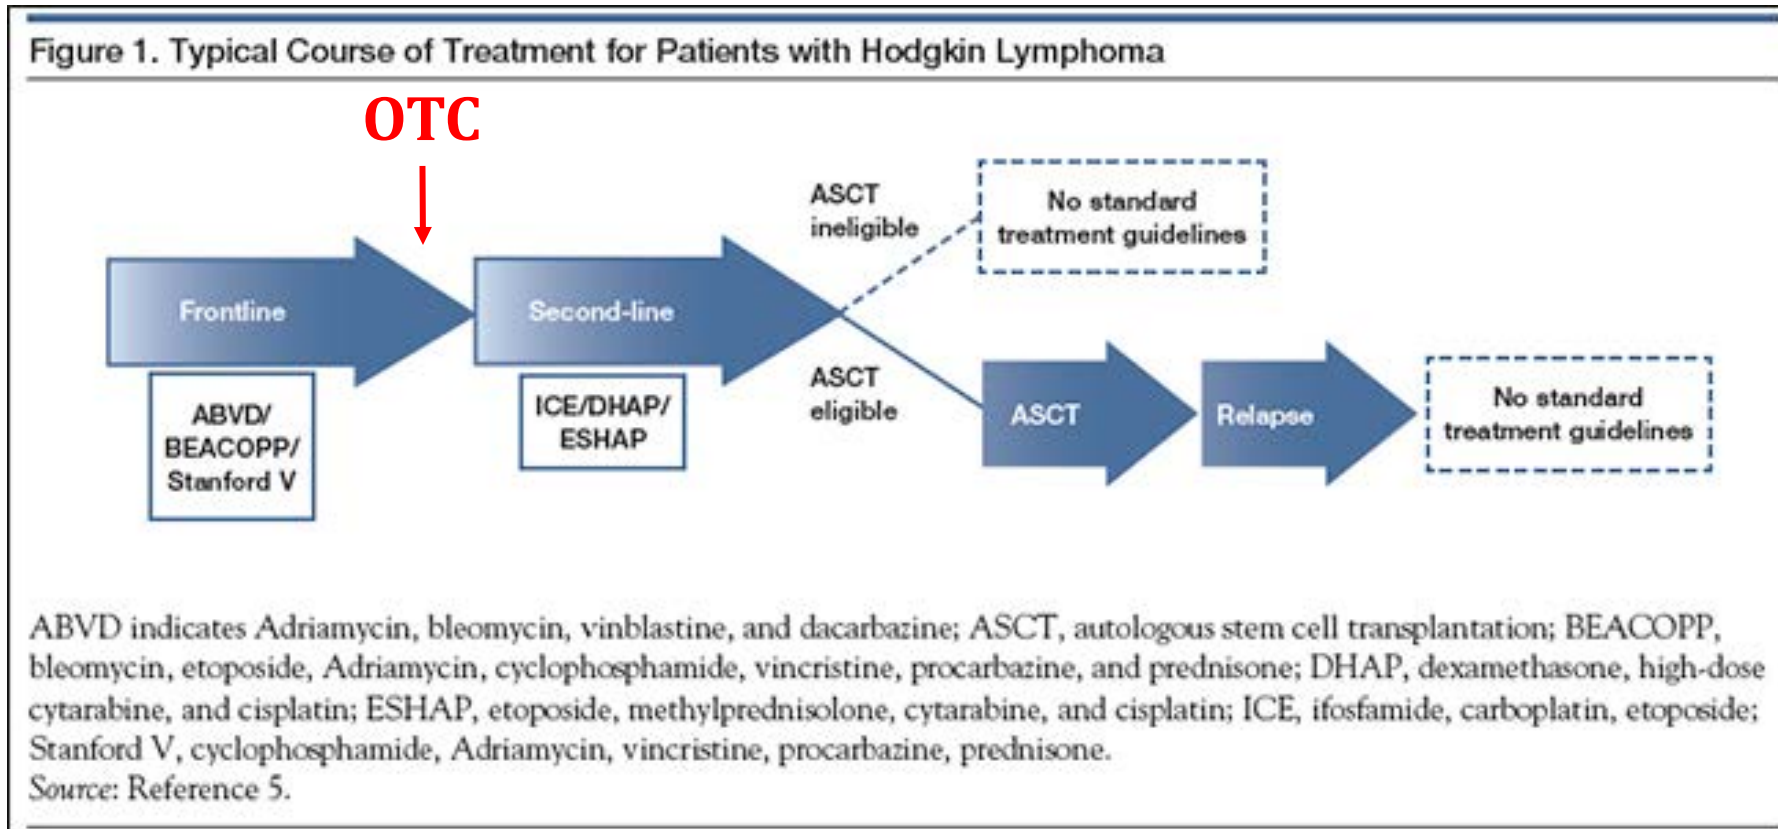 Figure 1. Typical Course of Treatment for Patients with Hodgkin Lymphoma
OTC
Frontline
ABVD/
BEACOPP/
Stanford V
Second-line
ICE/DHAP/
ESHAP
ASCT
ineligible
No standard
treatment guidelines
ASCT
eligible
ASCT
Relapse
No standard
treatment guidelines
ABVD indicates Adriamycin, bleomycin, vinblastine, and dacarbazine; ASCT, autologous stem cell transplantation; BEACOPP,
bleomycin, etoposide, Adriamycin, cyclophosphamide, vincristine, procarbazine, and prednisone; DHAP, dexamethasone, high-dose
cytarabine, and cisplatin; ESHAP, etoposide, methylprednisolone, cytarabine, and cisplatin; ICE, ifosfamide, carboplatin, etoposide;
Stanford V, cyclophosphamide, Adriamycin, vincristine, procarbazine, prednisone.
Source: Reference 5.